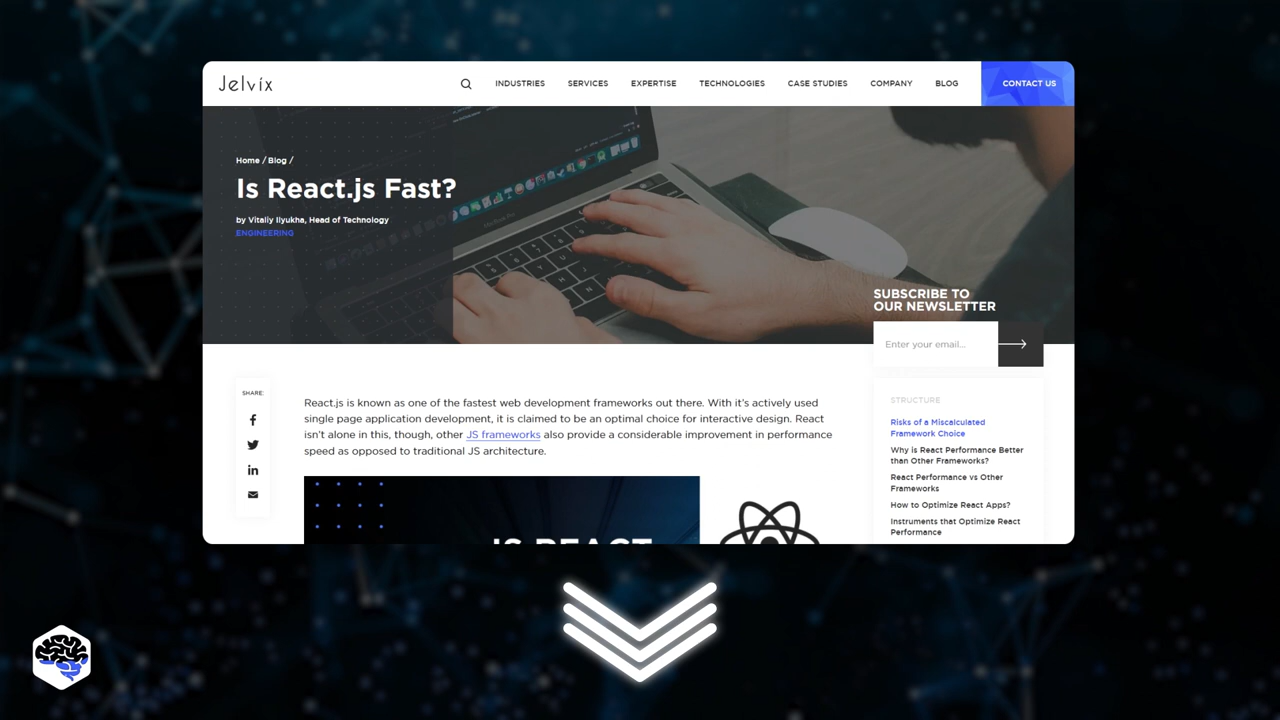 Jelvix
INDUSTRIES SERVICES EXPERTISE TECHNOLOGIES CASE STUDIES COMPANY BLOG CONTACT US
Home / Blog /
Is React.js Fast?
by Vitaliy Ilyukha, Head of Technology
ENGINEERING
SUBSCRIBE TO
OUR NEWSLETTER
Enter your email...
SHARE:
React.js is known as one of the fastest web development frameworks out there. With it's actively used
single page application development, it is claimed to be an optimal choice for interactive design. React
isn't alone in this, though, other JS frameworks also provide a considerable improvement in performance
speed as opposed to traditional JS architecture.
IS REACT
STRUCTURE
Risks of a Miscalculated
Framework Choice
Why is React Performance Better
than Other Frameworks?
React Performance vs Other
Frameworks
How to Optimize React Apps?
Instruments that Optimize React
Performance